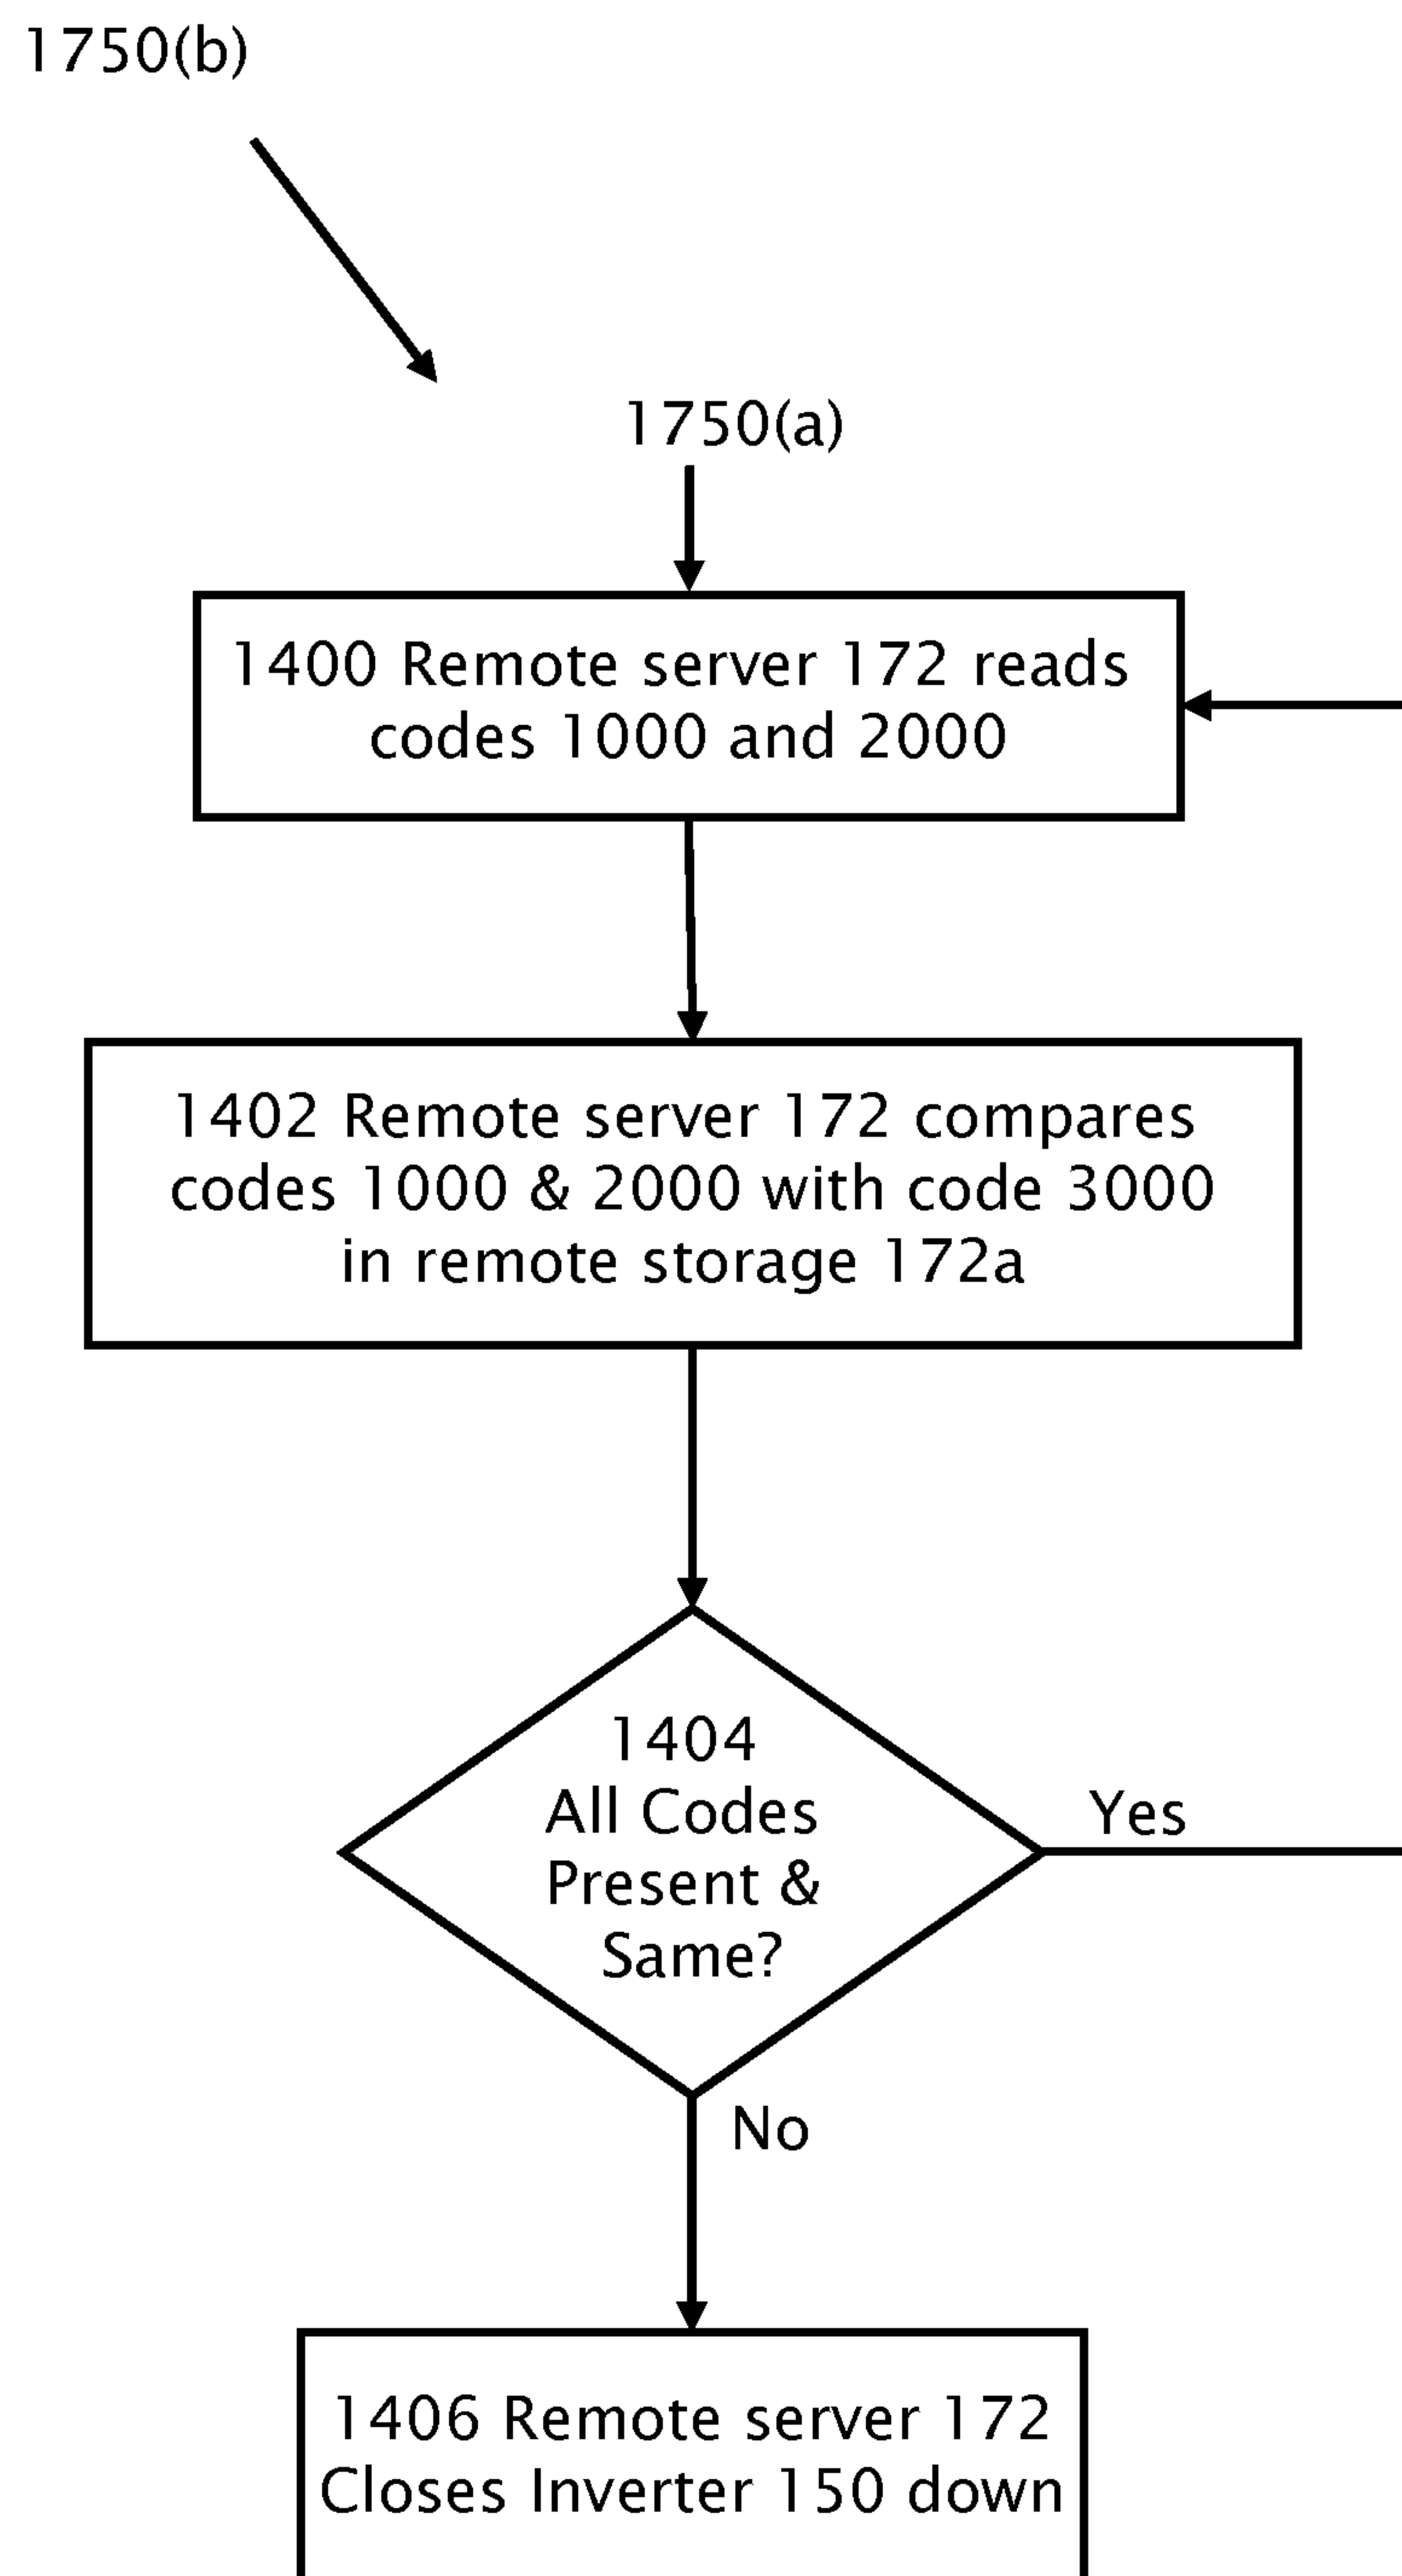 1750(b)
1750(a)
1400 Remote server 172 reads
codes 1000 and 2000
1402 Remote server 172 compares
codes 1000 & 2000 with code 3000
in remote storage 172a
1404
All Codes
Present &
Same?
Yes
No
1406 Remote server 172
Closes Inverter 150 down